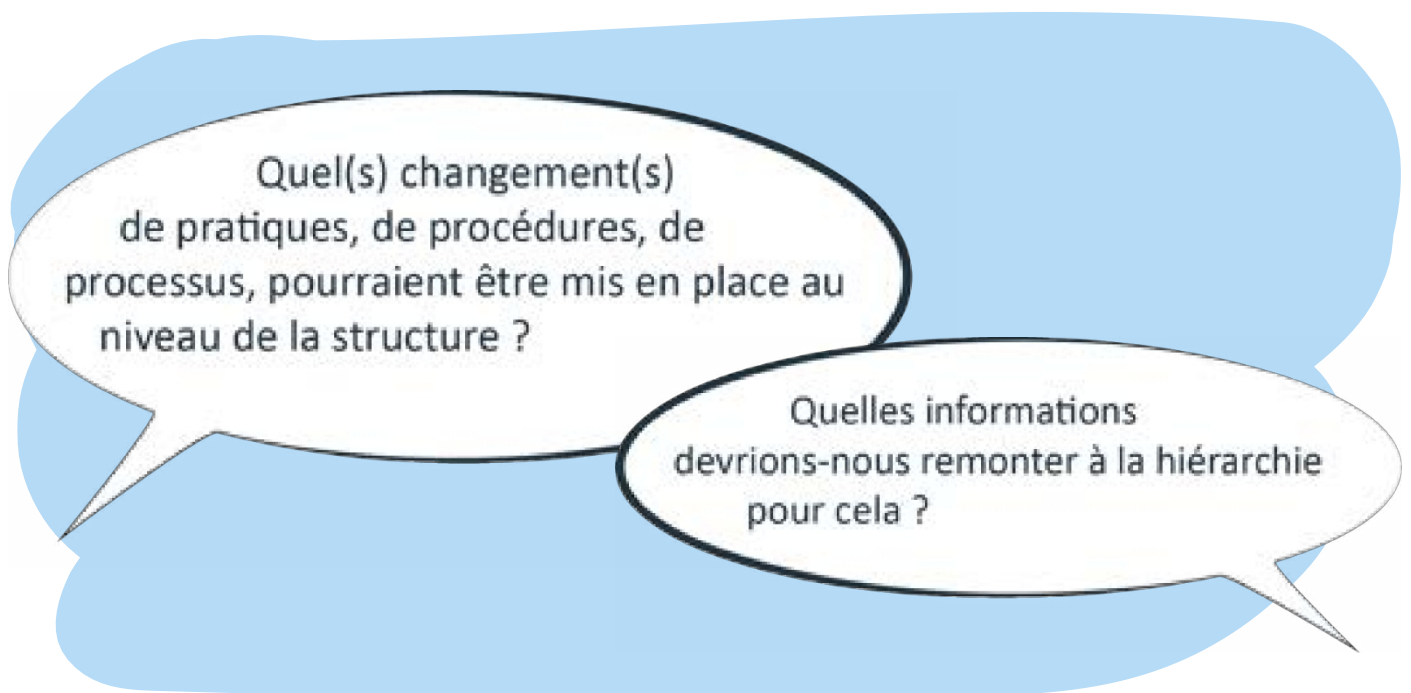 Quel(s) changement(s)
de pratiques, de procédures, de
processus, pourraient être mis en place au
niveau de la structure ?
Quelles informations
devrions-nous remonter à la hiérarchie
pour cela ?